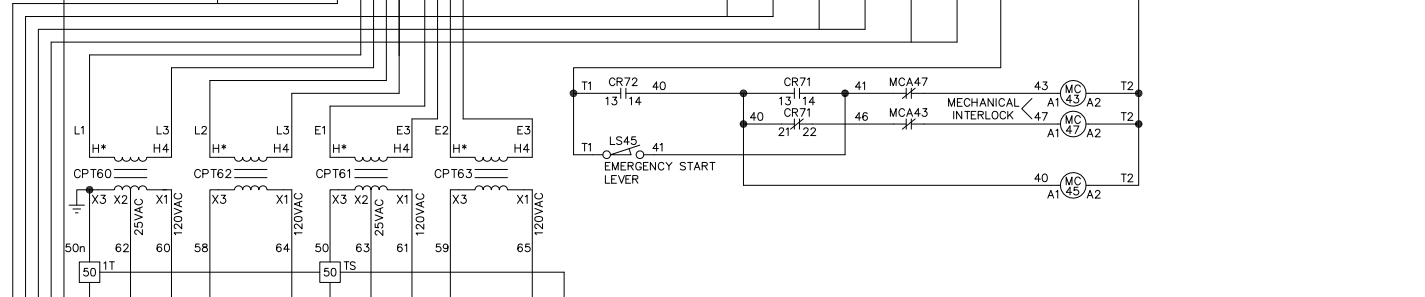 T1 CR72 40 CR71 41 MCA47 43 MC T2
13 14 13 14 A1 43 A2
MECHANICAL
INTERLOCK
40 CR71 46 MCA43 47 MC T2
21 22 A1 47 A2
L1 L3 L2 L3 E1 E3 E2 E3
H* H4 H* H4 H* H4 H* H4
T1 LS45 41
EMERGENCY START
LEVER
CPT60 CPT62 CPT61 CPT63
40 MC T2
A1 45 A2
X3 X2 X1 X3 X1 X3 X2 X1 X3 X1
25VAC 120VAC 120VAC 25VAC 120VAC 120VAC
50n 62 60 58 64 50 63 61 59 65
50 1T 50 TS